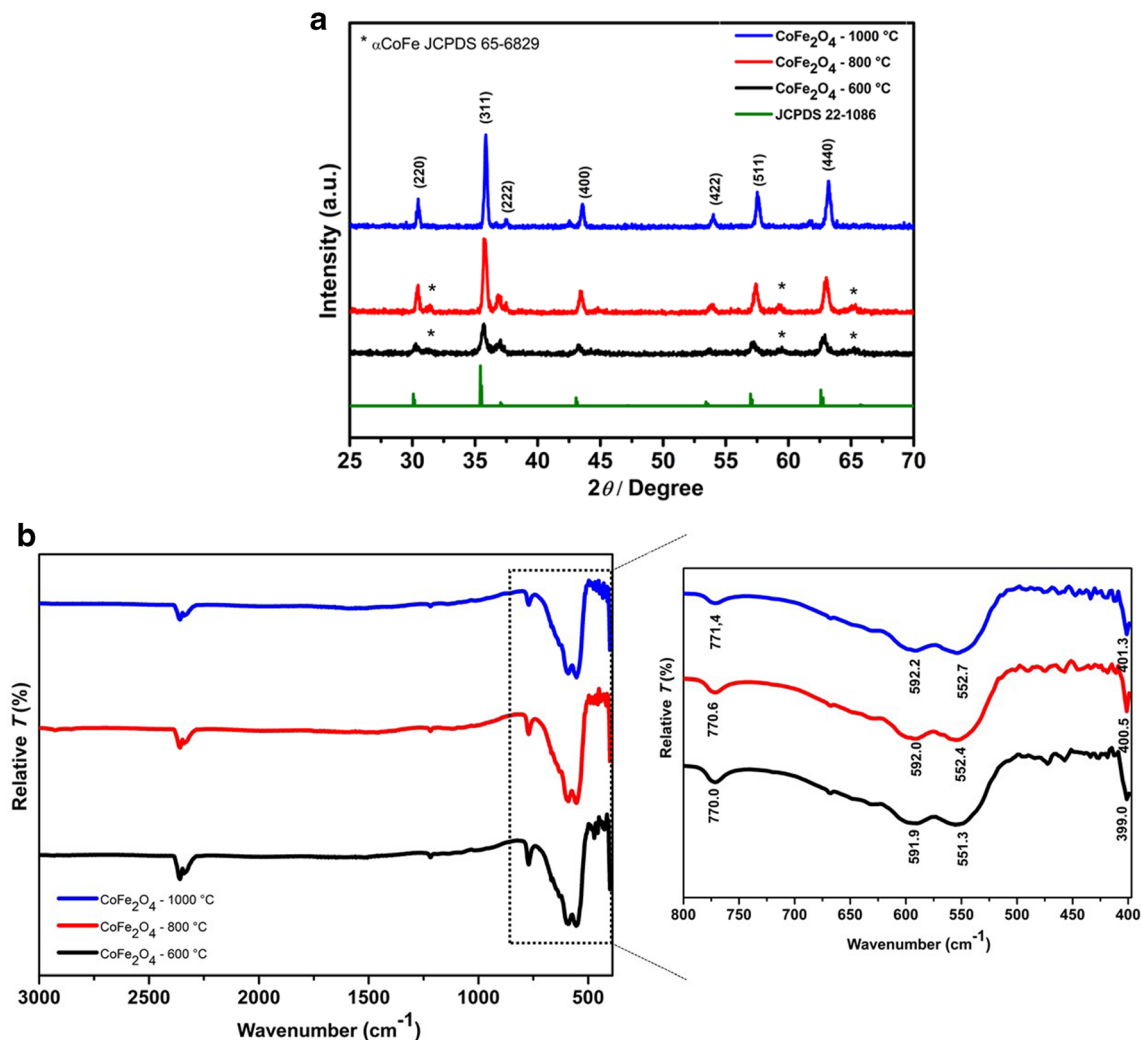 a
* αCoFe JCPDS 65-6829
CoFe2O4 - 1000 °C
CoFe2O4 - 800 °C
CoFe2O4 - 600 °C
JCPDS 22-1086
(220)
(311)
(222)
(400)
(422)
(511)
(440)
* * *
* * *
Intensity (a.u.)
25 30 35 40 45 50 55 60 65 70
2θ / Degree
b
Relative T (%)
CoFe2O4 - 1000 °C
CoFe2O4 - 800 °C
CoFe2O4 - 600 °C
3000 2500 2000 1500 1000 500
Wavenumber (cm-1)
Relative T (%)
771,4 592.2 552.7 401.3
770.6 592.0 552.4 400.5
770.0 591.9 551.3 399.0
800 750 700 650 600 550 500 450 400
Wavenumber (cm-1)